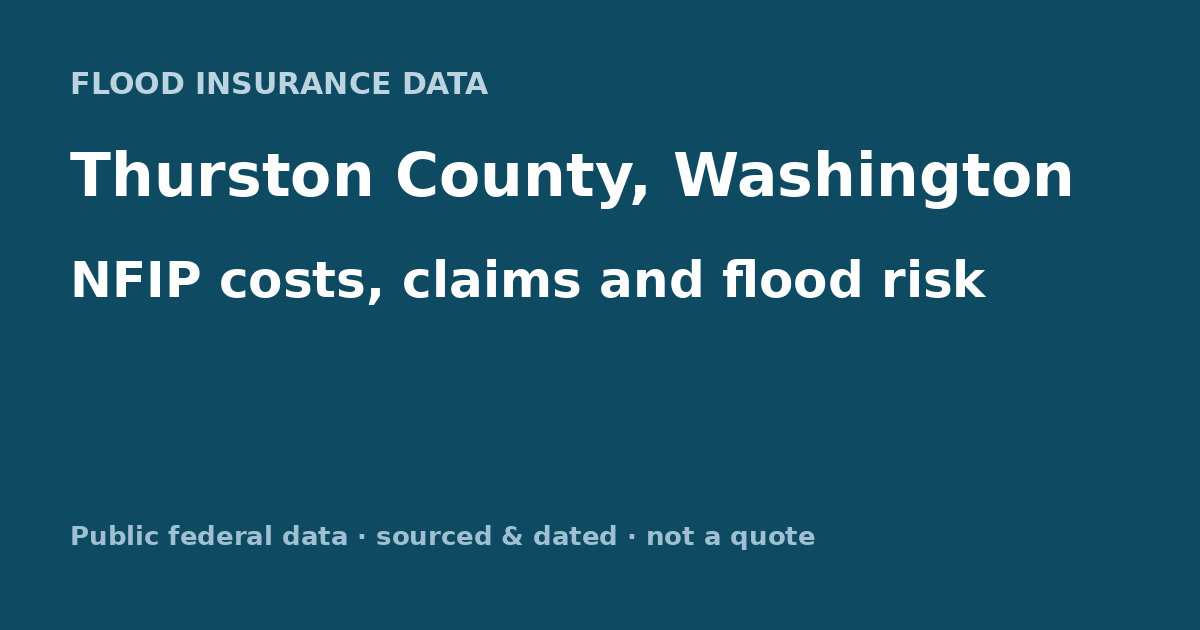 FLOOD INSURANCE DATA
Thurston County, Washington
NFIP costs, claims and flood risk
Public federal data · sourced & dated · not a quote